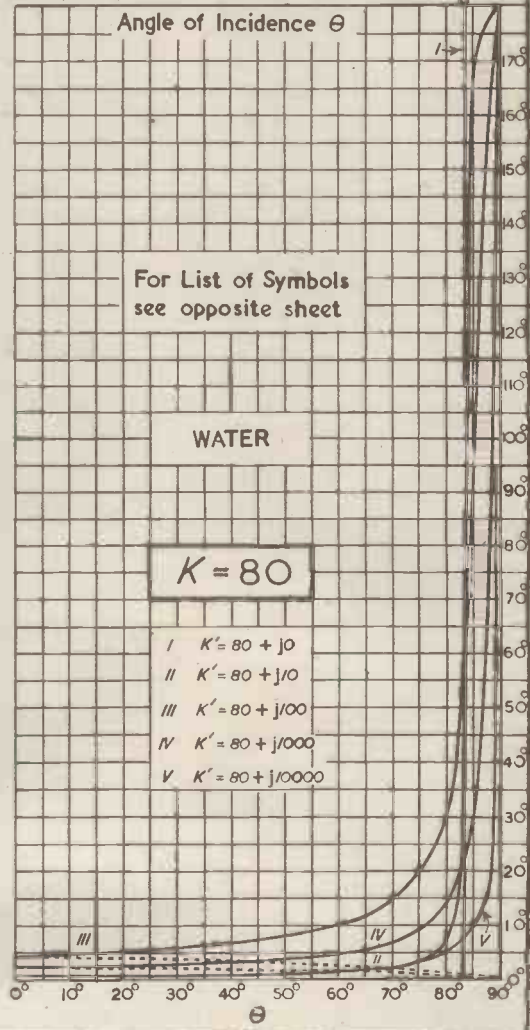 Angle of Incidence θ
I
170°
160°
150°
140°
130°
For List of Symbols
see opposite sheet
120°
110°
WATER
100°
90°
80°
K = 80
70°
I K' = 80 + j0
60°
II K' = 80 + j10
III K' = 80 + j100
50°
IV K' = 80 + j1000
V K' = 80 + j10000
40°
30°
20°
10°
III
IV
V
II
0°
0° 10° 20° 30° 40° 50° 60° 70° 80° 90°
θ